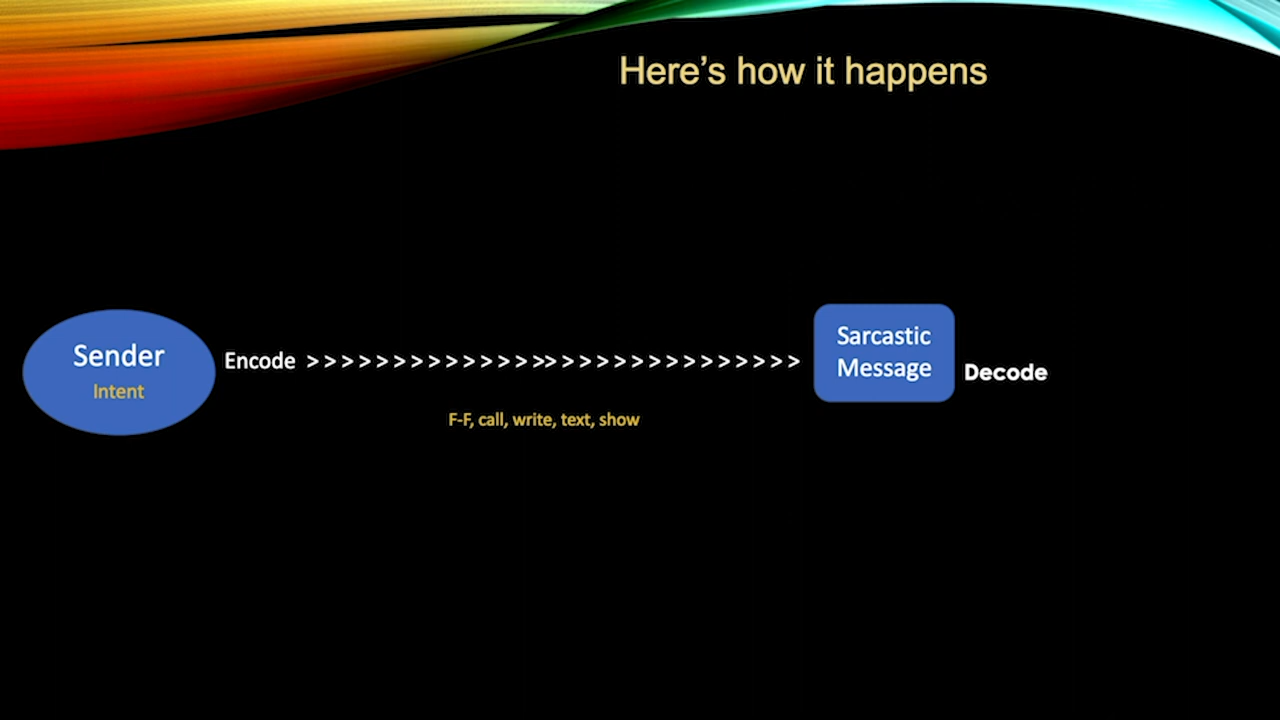 Here’s how it happens
Sender
Intent
Encode >>>>>>>>>>>>>>>>>>>>>>>>>>>>>
Sarcastic
Message
Decode
F-F, call, write, text, show